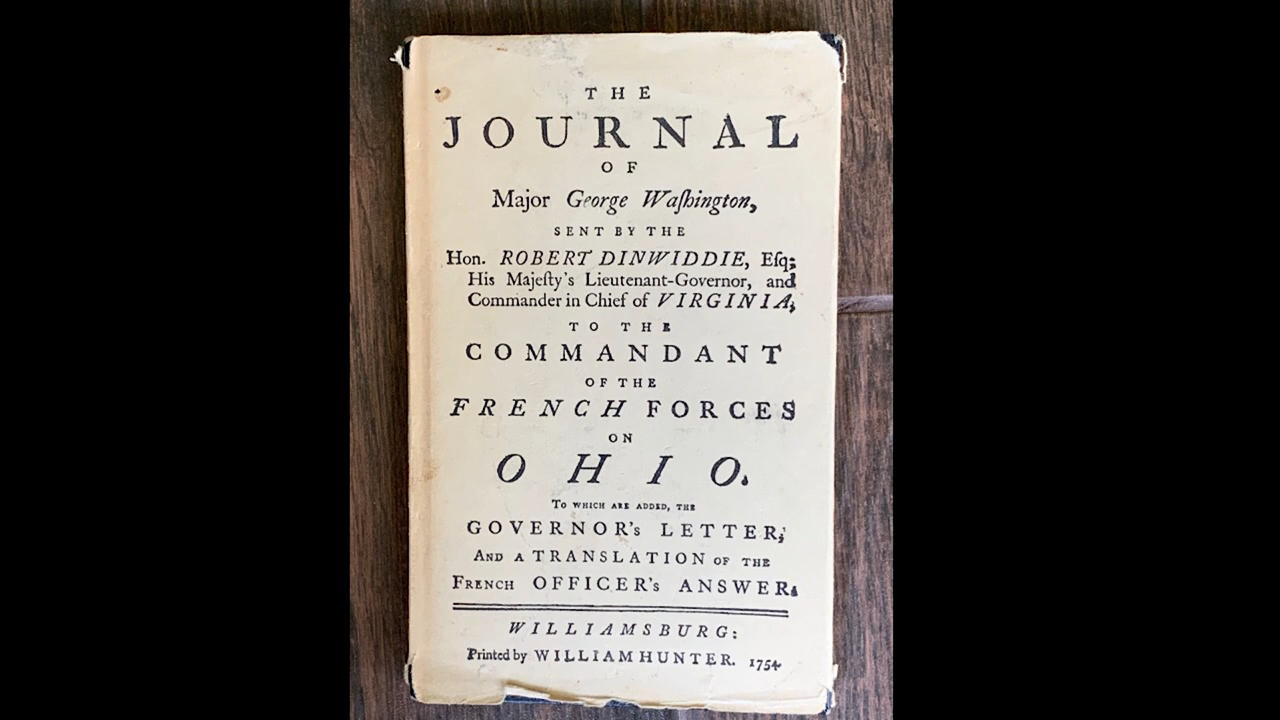 THE
JOURNAL
OF
Major George Waſhington,
SENT BY THE
Hon. ROBERT DINWIDDIE, Eſq;
His Majeſty's Lieutenant-Governor, and
Commander in Chief of VIRGINIA,
TO THE
COMMANDANT
OF THE
FRENCH FORCES
ON
OHIO.
To WHICH ARE ADDED, THE
GOVERNOR's LETTER;
AND A TRANSLATION OF THE
FRENCH OFFICER's ANSWER.
WILLIAMSBURG:
Printed by WILLIAM HUNTER. 1754